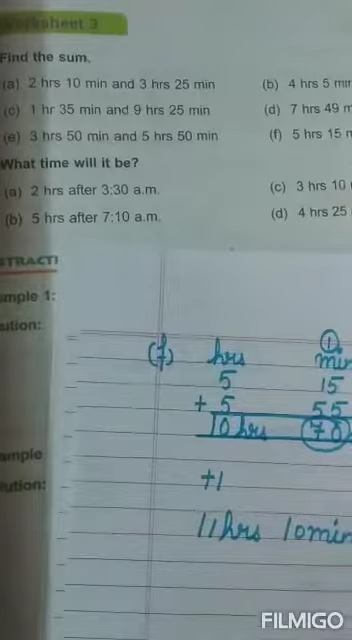 Worksheet 3
Find the sum.
(a) 2 hrs 10 min and 3 hrs 25 min (b) 4 hrs 5 min
(c) 1 hr 35 min and 9 hrs 25 min (d) 7 hrs 49 m
(e) 3 hrs 50 min and 5 hrs 50 min (f) 5 hrs 15 m
What time will it be?
(a) 2 hrs after 3:30 a.m. (c) 3 hrs 10
(b) 5 hrs after 7:10 a.m. (d) 4 hrs 25
STRACTI
ample 1:
ution:
1
(f) hrs min
5 15
+ 5 55
10 hrs 70
ample
ution:
+1
11 hrs 10 min
FILMIGO